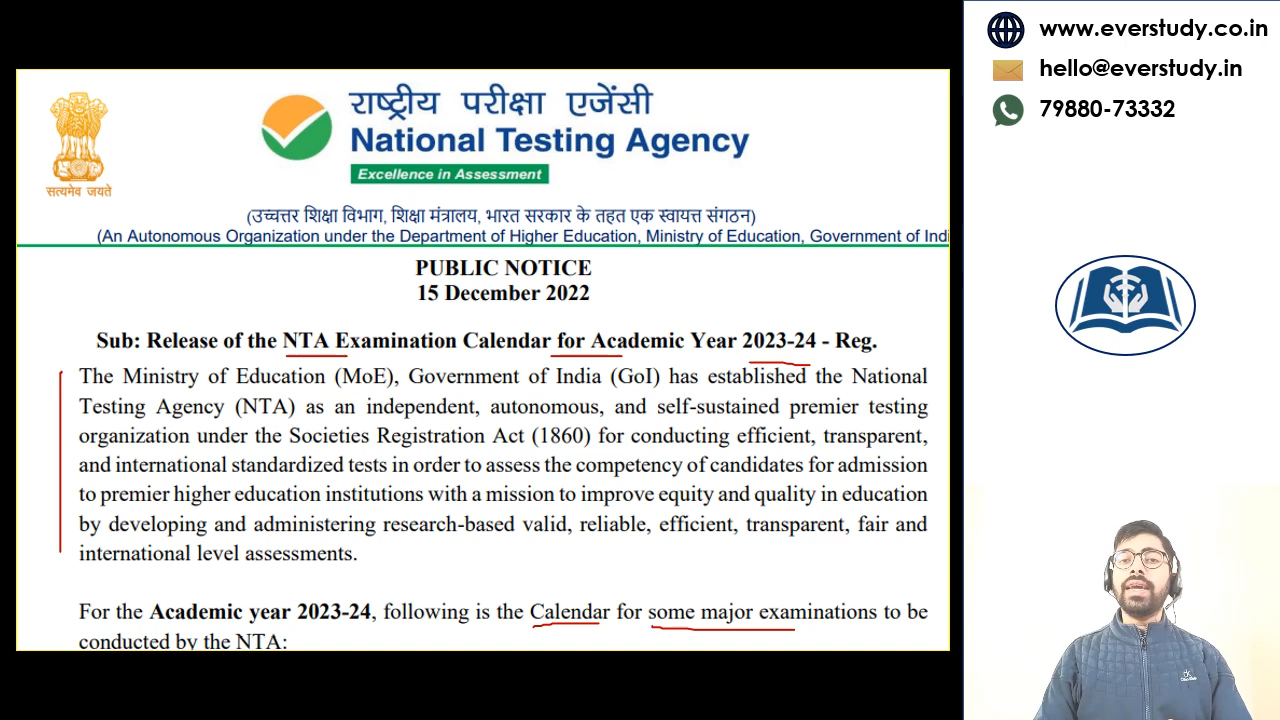 सत्यमेव जयते
राष्ट्रीय परीक्षा एजेंसी
National Testing Agency
Excellence in Assessment
(उच्चत्तर शिक्षा विभाग, शिक्षा मंत्रालय, भारत सरकार के तहत एक स्वायत्त संगठन)
(An Autonomous Organization under the Department of Higher Education, Ministry of Education, Government of Indi
PUBLIC NOTICE
15 December 2022
Sub: Release of the NTA Examination Calendar for Academic Year 2023-24 - Reg.
The Ministry of Education (MoE), Government of India (GoI) has established the National
Testing Agency (NTA) as an independent, autonomous, and self-sustained premier testing
organization under the Societies Registration Act (1860) for conducting efficient, transparent,
and international standardized tests in order to assess the competency of candidates for admission
to premier higher education institutions with a mission to improve equity and quality in education
by developing and administering research-based valid, reliable, efficient, transparent, fair and
international level assessments.
For the Academic year 2023-24, following is the Calendar for some major examinations to be
conducted by the NTA:
www.everstudy.co.in
hello@everstudy.in
79880-73332